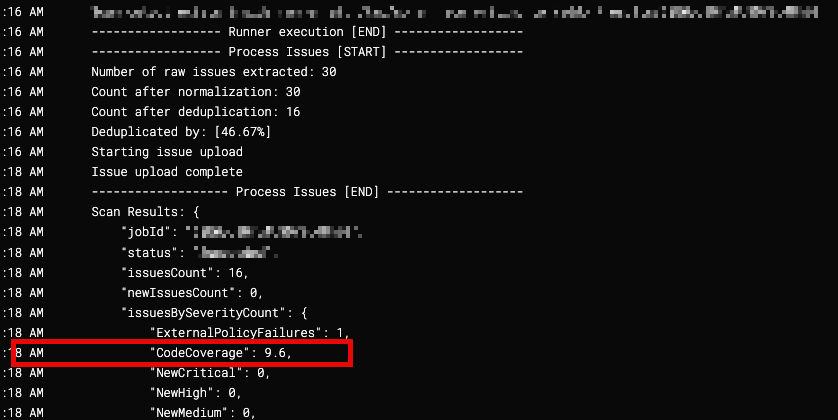 :16 AM
:16 AM ------------------ Runner execution [END] ------------------
:16 AM ------------------- Process Issues [START] ------------------
:16 AM Number of raw issues extracted: 30
:16 AM Count after normalization: 30
:16 AM Count after deduplication: 16
:16 AM Deduplicated by: [46.67%]
:16 AM Starting issue upload
:18 AM Issue upload complete
:18 AM ------------------- Process Issues [END] -------------------
:18 AM Scan Results: {
:18 AM "jobId":
:18 AM "status":
:18 AM "issuesCount": 16,
:18 AM "newIssuesCount": 0,
:18 AM "issuesBySeverityCount": {
:18 AM "ExternalPolicyFailures": 1,
:18 AM "CodeCoverage": 9.6,
:18 AM "NewCritical": 0,
:18 AM "NewHigh": 0,
:18 AM "NewMedium": 0,